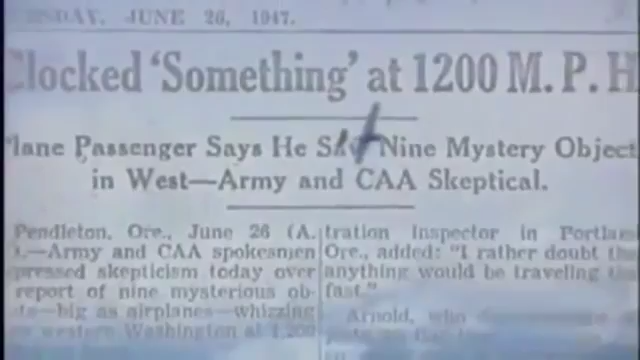 JUNE 26, 1947.
Clocked 'Something' at 1200 M. P. H
Plane Passenger Says He Saw Nine Mystery Object
in West—Army and CAA Skeptical.
Pendleton, Ore., June 26 (A.
—Army and CAA spokesmen
pressed skepticism today over
report of nine mysterious ob-
—big as airplanes—whizzing
western Washington at 1,200
tration inspector in Portlan
Ore., added: "I rather doubt th
anything would be traveling th
fast."
Arnold, who